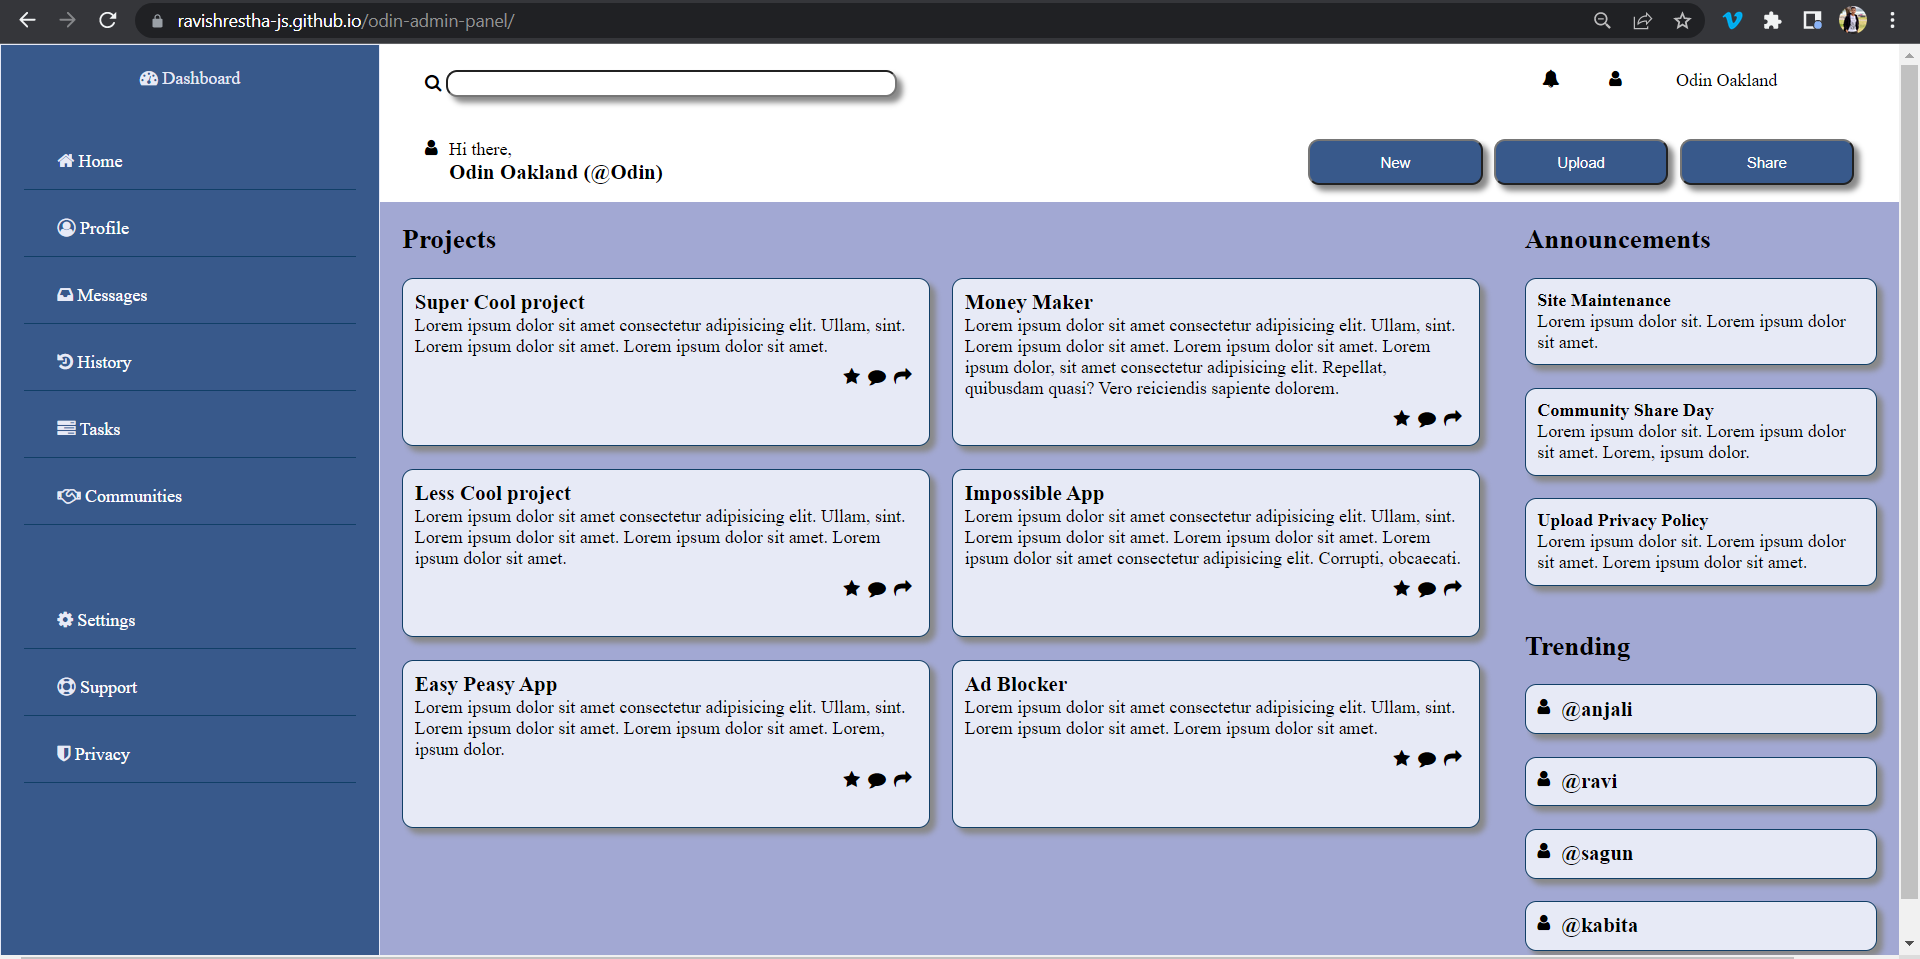 ravishrestha-js.github.io/odin-admin-panel/
Dashboard
Home
Profile
Messages
History
Tasks
Communities
Settings
Support
Privacy
Odin Oakland
Hi there,
Odin Oakland (@Odin)
New
Upload
Share
Projects
Super Cool project
Lorem ipsum dolor sit amet consectetur adipisicing elit. Ullam, sint.
Lorem ipsum dolor sit amet. Lorem ipsum dolor sit amet.
Money Maker
Lorem ipsum dolor sit amet consectetur adipisicing elit. Ullam, sint.
Lorem ipsum dolor sit amet. Lorem ipsum dolor sit amet. Lorem
ipsum dolor, sit amet consectetur adipisicing elit. Repellat,
quibusdam quasi? Vero reiciendis sapiente dolorem.
Less Cool project
Lorem ipsum dolor sit amet consectetur adipisicing elit. Ullam, sint.
Lorem ipsum dolor sit amet. Lorem ipsum dolor sit amet. Lorem
ipsum dolor sit amet.
Impossible App
Lorem ipsum dolor sit amet consectetur adipisicing elit. Ullam, sint.
Lorem ipsum dolor sit amet. Lorem ipsum dolor sit amet. Lorem
ipsum dolor sit amet consectetur adipisicing elit. Corrupti, obcaecati.
Easy Peasy App
Lorem ipsum dolor sit amet consectetur adipisicing elit. Ullam, sint.
Lorem ipsum dolor sit amet. Lorem ipsum dolor sit amet. Lorem,
ipsum dolor.
Ad Blocker
Lorem ipsum dolor sit amet consectetur adipisicing elit. Ullam, sint.
Lorem ipsum dolor sit amet. Lorem ipsum dolor sit amet.
Announcements
Site Maintenance
Lorem ipsum dolor sit. Lorem ipsum dolor
sit amet.
Community Share Day
Lorem ipsum dolor sit. Lorem ipsum dolor
sit amet. Lorem, ipsum dolor.
Upload Privacy Policy
Lorem ipsum dolor sit. Lorem ipsum dolor
sit amet. Lorem ipsum dolor sit amet.
Trending
@anjali
@ravi
@sagun
@kabita